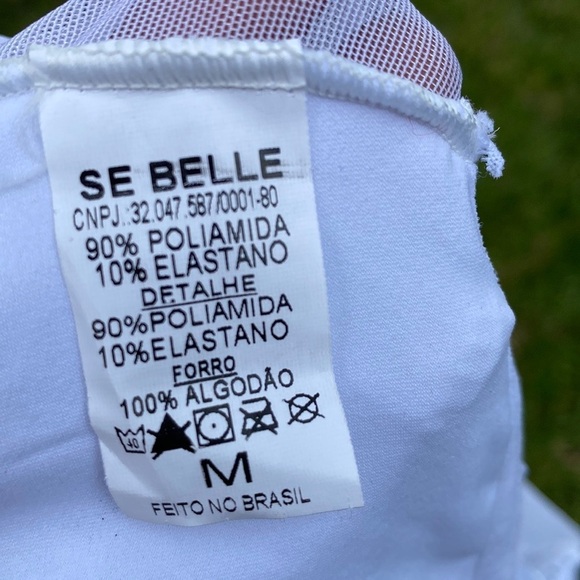 SE BELLE
CNPJ.:32.047.587/0001-80
90% POLIAMIDA
10% ELASTANO
DETALHE
90%POLIAMIDA
10%ELASTANO
FORRO
100% ALGODÃO
40
M
FEITO NO BRASIL